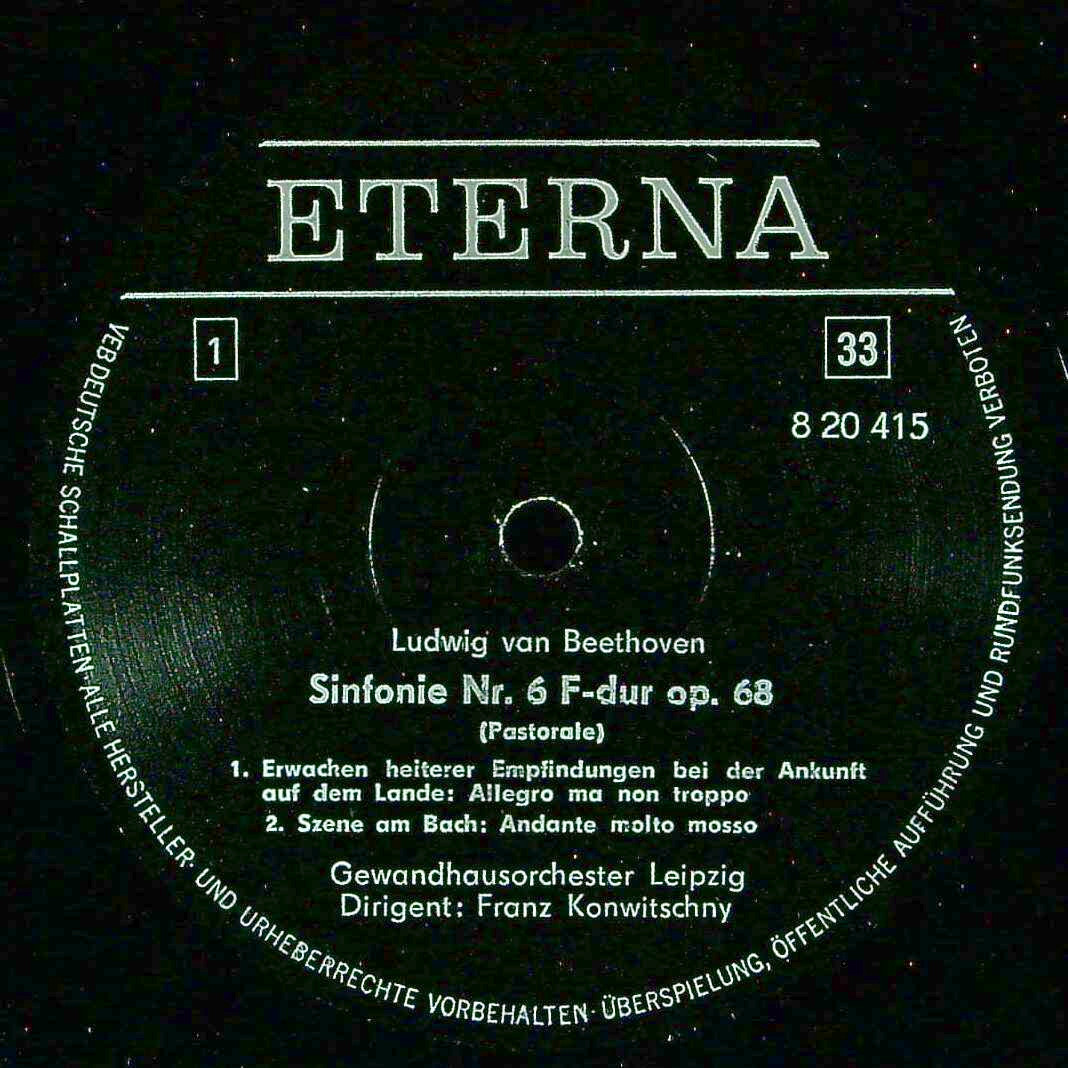 ETERNA
1
33
8 20 415
Ludwig van Beethoven
Sinfonie Nr. 6 F-dur op. 68
(Pastorale)
1. Erwachen heiterer Empfindungen bei der Ankunft
auf dem Lande: Allegro ma non troppo
2. Szene am Bach: Andante molto mosso
Gewandhausorchester Leipzig
Dirigent: Franz Konwitschny
VEB DEUTSCHE SCHALLPLATTEN·ALLE HERSTELLER- UND URHEBERRECHTE VORBEHALTEN·ÜBERSPIELUNG, ÖFFENTLICHE AUFFÜHRUNG UND RUNDFUNKSENDUNG VERBOTEN